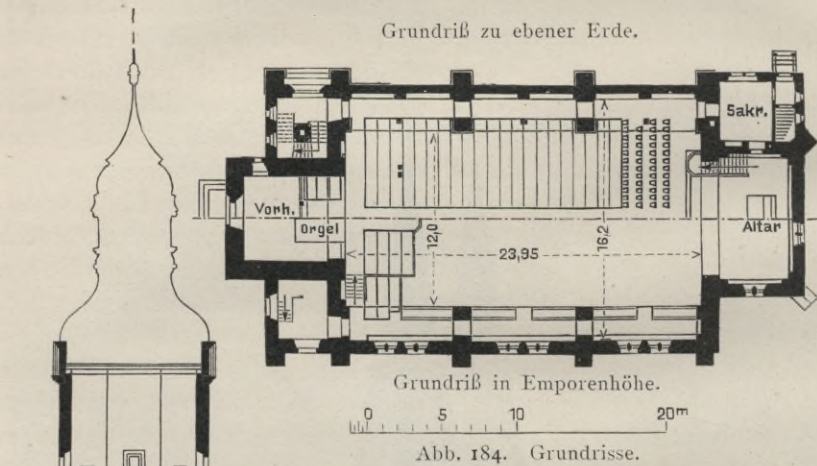 Grundriß zu ebener Erde.
Sakr.
Vorh.
Orgel
12,0
23,95
16,2
Altar
Grundriß in Emporenhöhe.
0 5 10 20m
Abb. 184. Grundrisse.